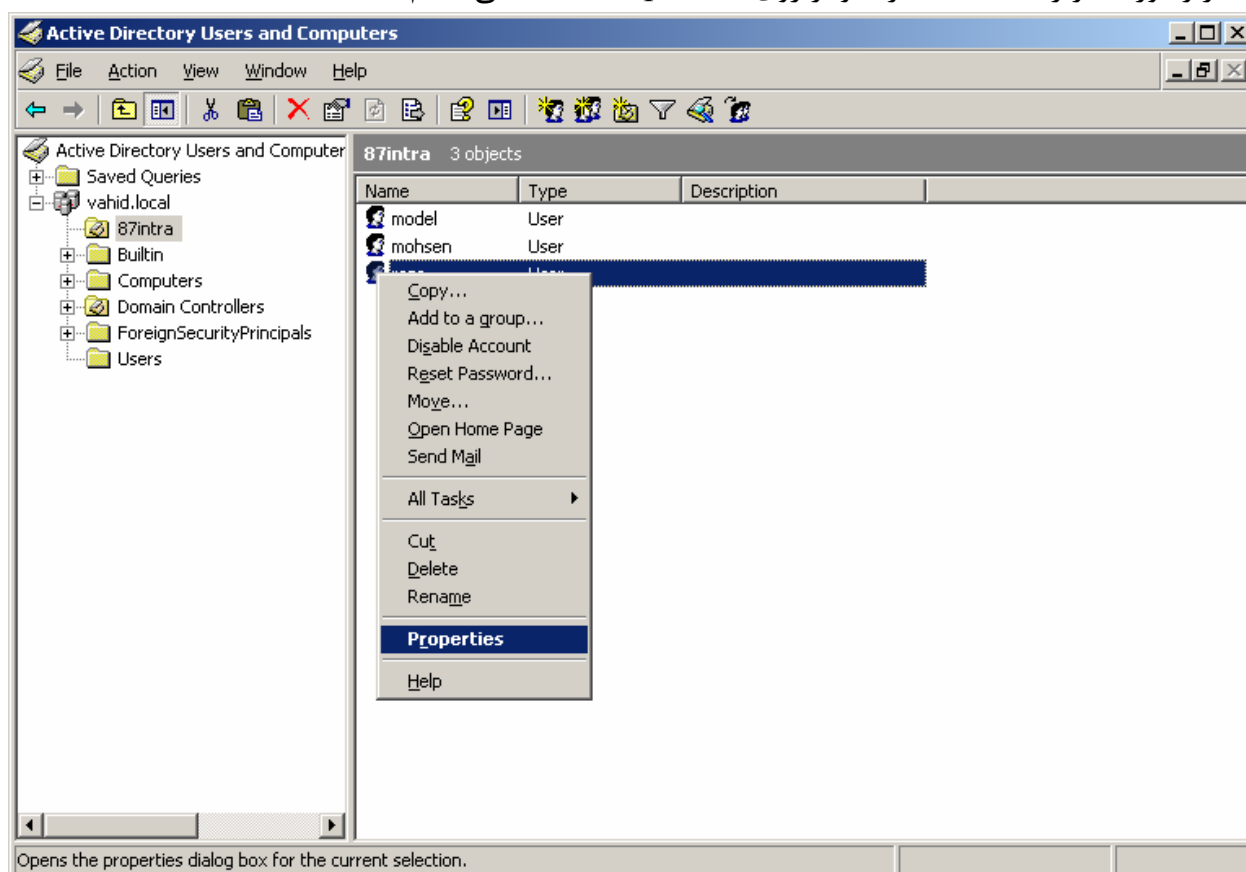 Active Directory Users and Computers
File Action View Window Help
Active Directory Users and Computer
Saved Queries
vahid.local
87intra
Builtin
Computers
Domain Controllers
ForeignSecurityPrincipals
Users
87intra 3 objects
Name Type Description
model User
mohsen User
Copy...
Add to a group...
Disable Account
Reset Password...
Move...
Open Home Page
Send Mail
All Tasks
Cut
Delete
Rename
Properties
Help
Opens the properties dialog box for the current selection.